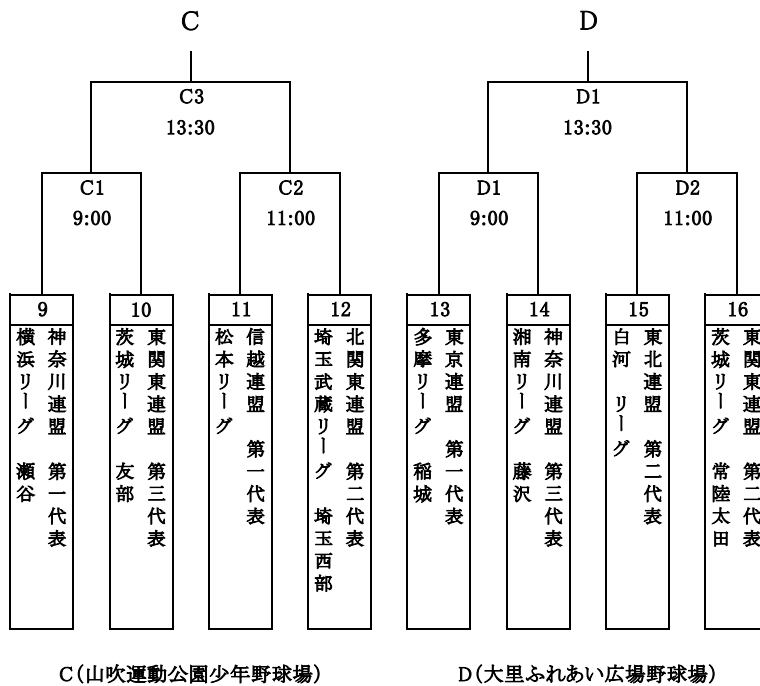 C
D
C3
13:30
D1
13:30
C1
9:00
C2
11:00
D1
9:00
D2
11:00
9
神奈川連盟 第一代表
横浜リーグ 瀬谷
10
東関東連盟 第三代表
茨城リーグ 友部
11
信越連盟 第一代表
松本リーグ
12
北関東連盟 第二代表
埼玉武蔵リーグ 埼玉西部
13
東京連盟 第一代表
多摩リーグ 稲城
14
神奈川連盟 第三代表
湘南リーグ 藤沢
15
東北連盟 第二代表
白河 リーグ
16
東関東連盟 第二代表
茨城リーグ 常陸太田
C(山吹運動公園少年野球場)
D(大里ふれあい広場野球場)